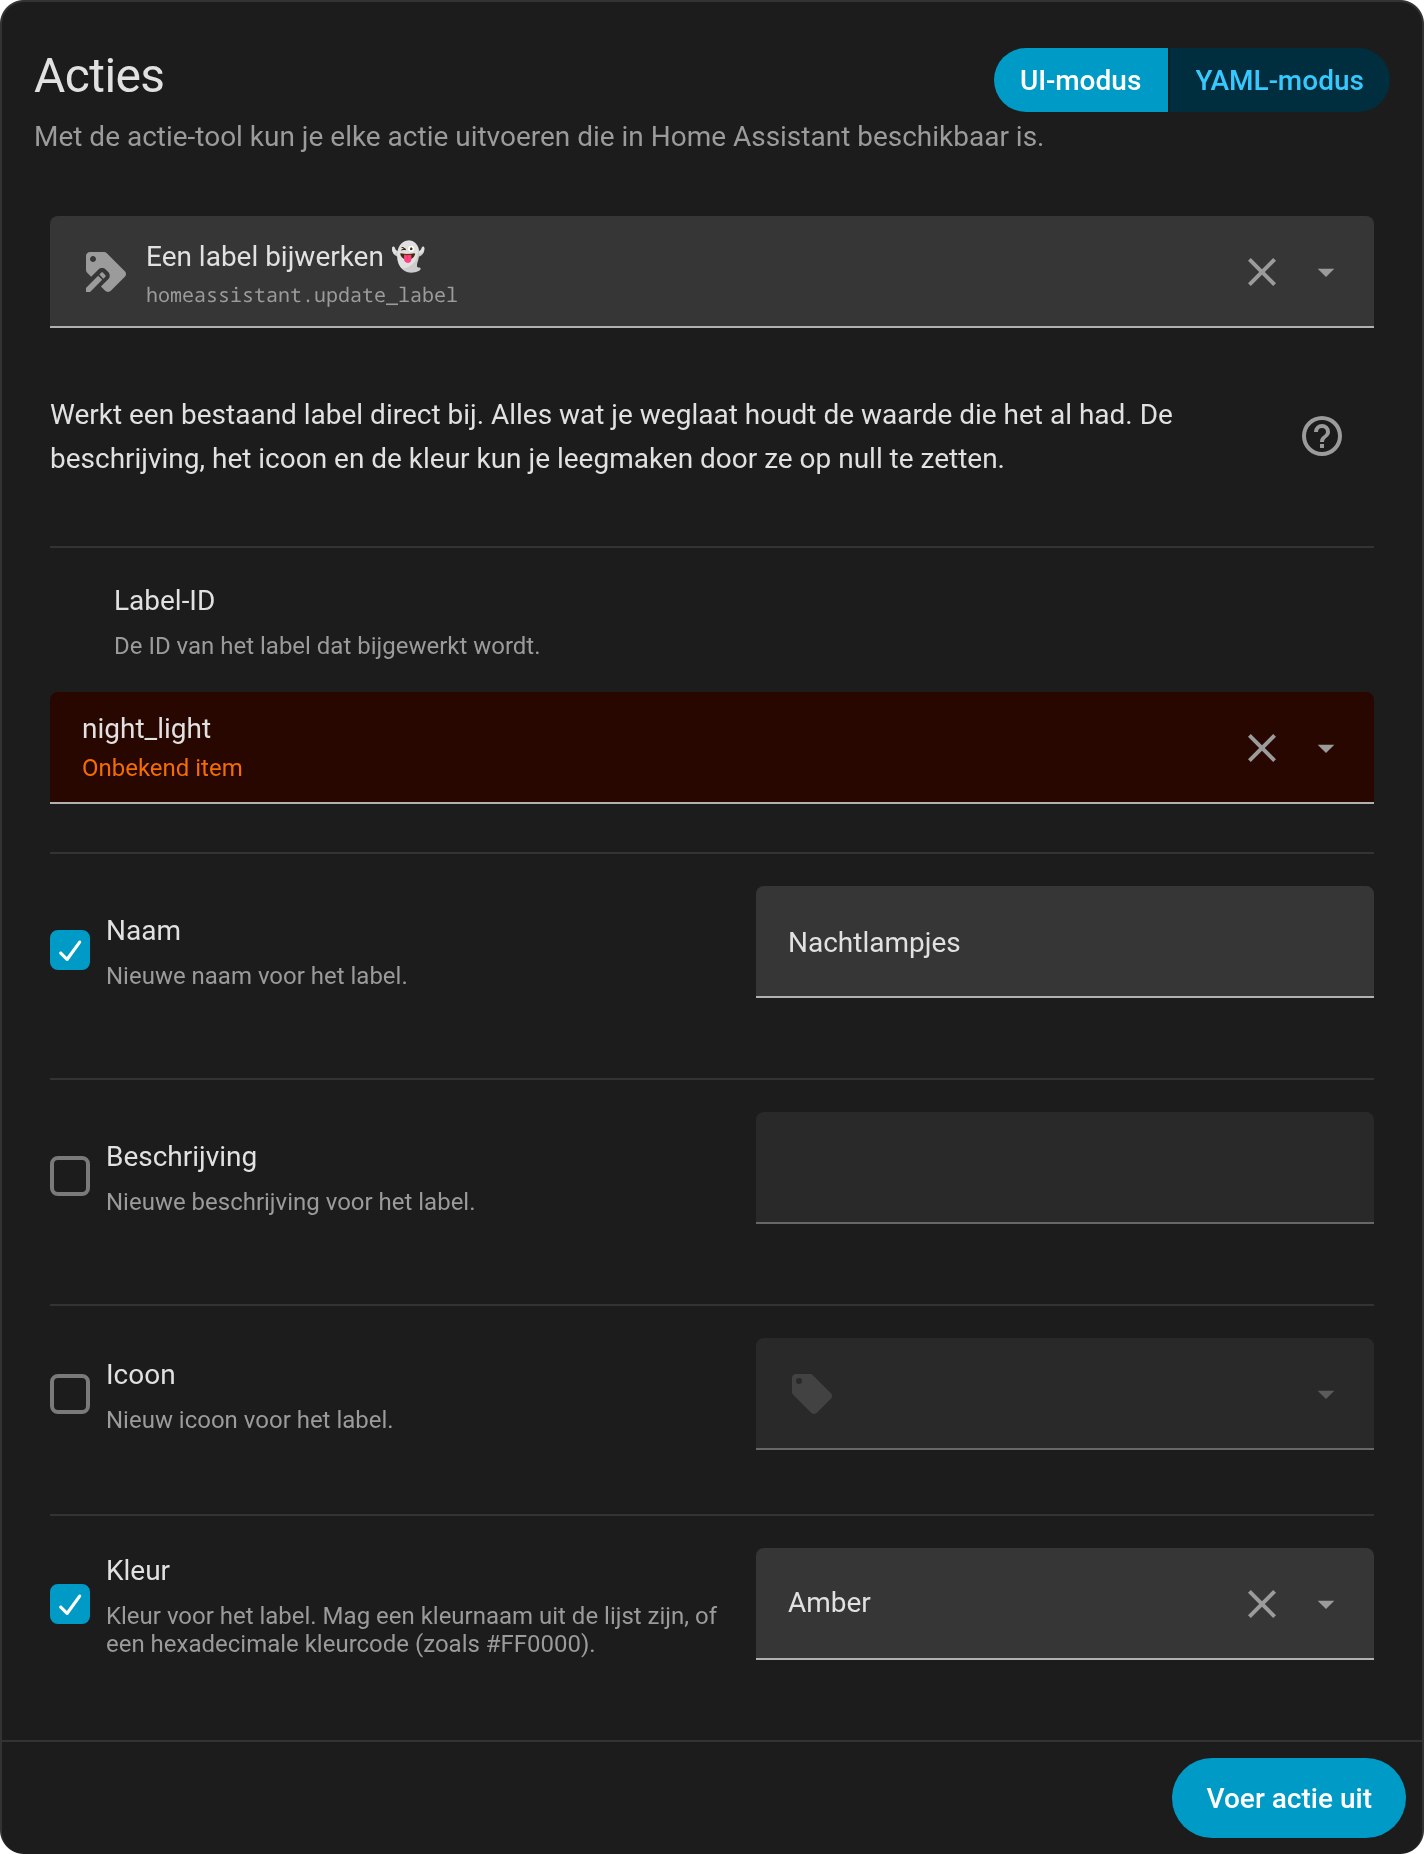 Acties
UI-modus
YAML-modus
Met de actie-tool kun je elke actie uitvoeren die in Home Assistant beschikbaar is.
Een label bijwerken 👻
homeassistant.update_label
Werkt een bestaand label direct bij. Alles wat je weglaat houdt de waarde die het al had. De
beschrijving, het icoon en de kleur kun je leegmaken door ze op null te zetten.
Label-ID
De ID van het label dat bijgewerkt wordt.
night_light
Onbekend item
Naam
Nieuwe naam voor het label.
Nachtlampjes
Beschrijving
Nieuwe beschrijving voor het label.
Icoon
Nieuw icoon voor het label.
Kleur
Kleur voor het label. Mag een kleurnaam uit de lijst zijn, of
een hexadecimale kleurcode (zoals #FF0000).
Amber
Voer actie uit